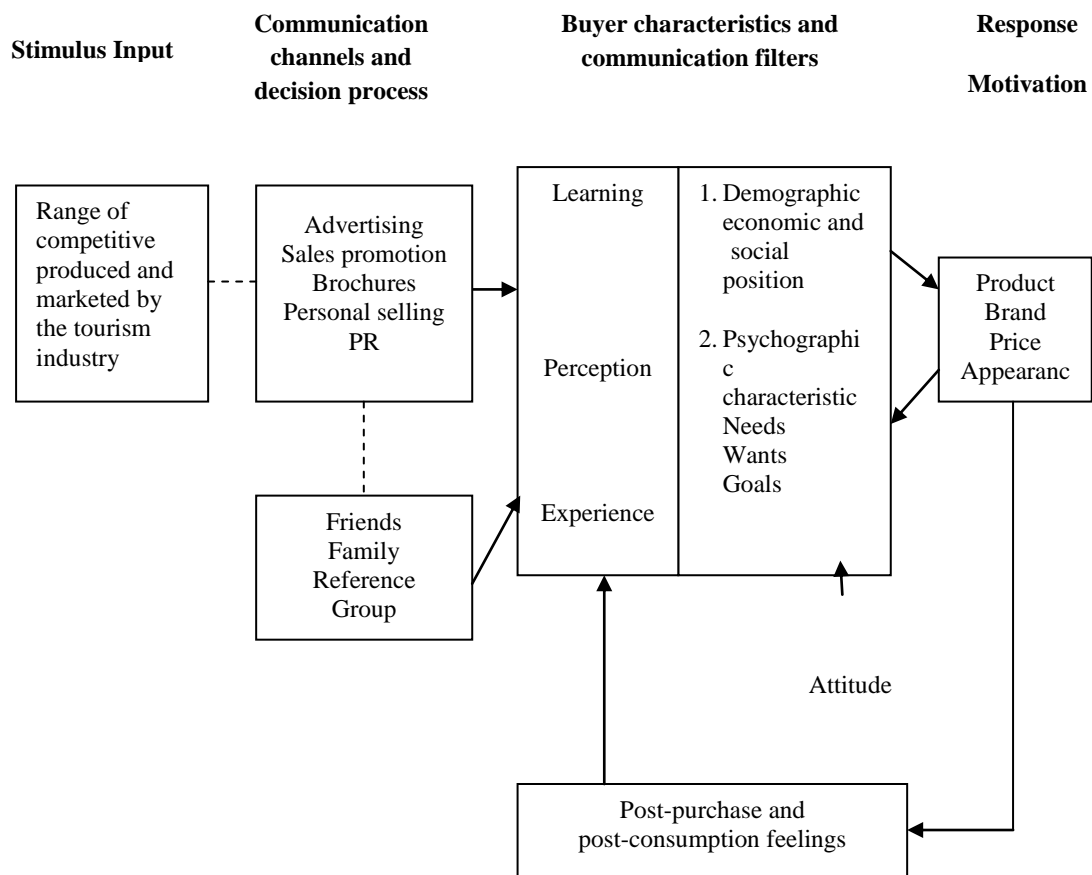 Stimulus Input
Communication
channels and
decision process
Buyer characteristics and
communication filters
Response
Motivation
Range of
competitive
produced and
marketed by
the tourism
industry
Advertising
Sales promotion
Brochures
Personal selling
PR
Friends
Family
Reference
Group
Learning
Perception
Experience
1. Demographic
economic and
social
position
2. Psychographi
c
characteristic
Needs
Wants
Goals
Product
Brand
Price
Appearanc
Attitude
Post-purchase and
post-consumption feelings